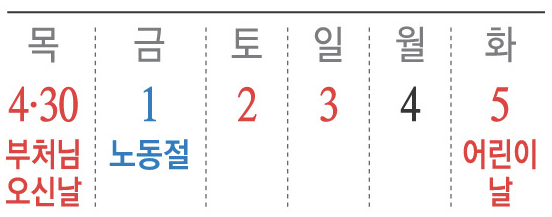 목 금 토 일 월 화
4·30 1 2 3 4 5
부처님 노동절 어린이
오신날 날